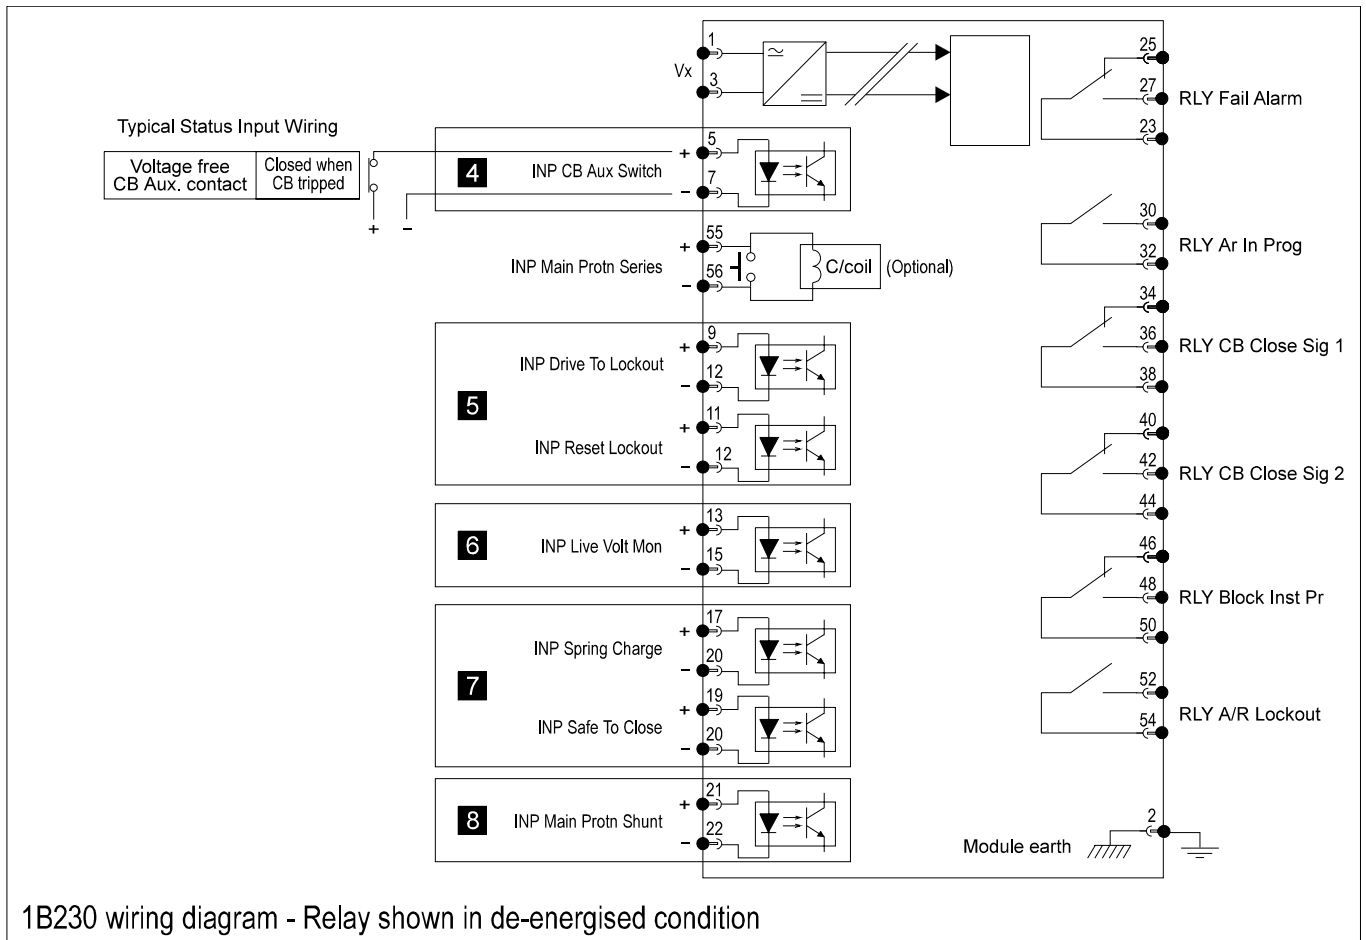 Typical Status Input Wiring
Voltage free
CB Aux. contact
Closed when
CB tripped
+ −
Vx
1
3
4
INP CB Aux Switch
+ 5
− 7
INP Main Protn Series
+ 55
− 56
C/coil
(Optional)
5
INP Drive To Lockout
+ 9
− 12
INP Reset Lockout
+ 11
− 12
6
INP Live Volt Mon
+ 13
− 15
7
INP Spring Charge
+ 17
− 20
INP Safe To Close
+ 19
− 20
8
INP Main Protn Shunt
+ 21
− 22
25
27
23
RLY Fail Alarm
30
32
RLY Ar In Prog
34
36
38
RLY CB Close Sig 1
40
42
44
RLY CB Close Sig 2
46
48
50
RLY Block Inst Pr
52
54
RLY A/R Lockout
2
Module earth
1B230 wiring diagram - Relay shown in de-energised condition